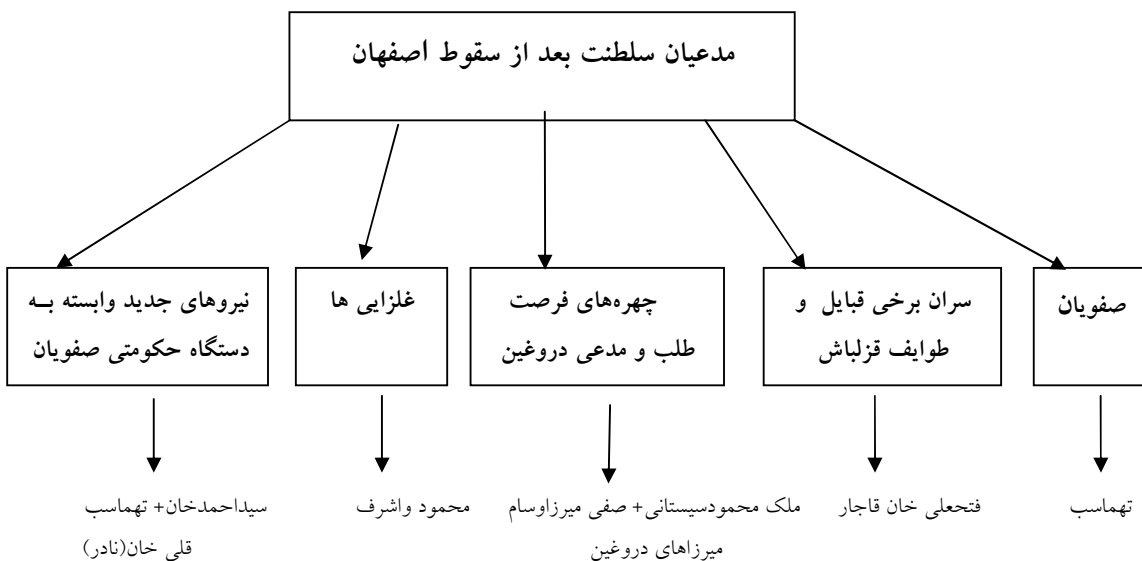 مدعیان سلطنت بعد از سقوط اصفهان
صفویان
سران برخی قبایل و
طوایف قزلباش
چهره‌های فرصت
طلب و مدعی دروغین
غلزایی ها
نیروهای جدید وابسته بـه
دستگاه حکومتی صفویان
تهماسب
فتحعلی خان قاجار
ملک محمودسیستانی+ صفی میرزاوسام
میرزاهای دروغین
محمود واشرف
سیداحمدخان+ تهماسب
قلی خان(نادر)